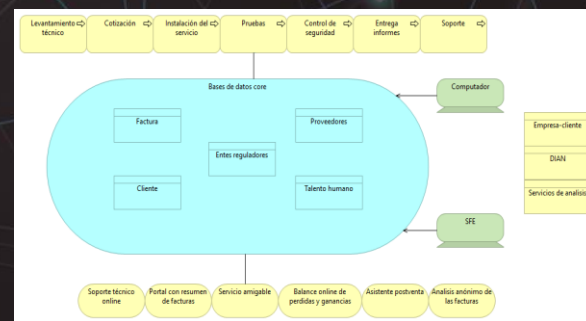 Levantamiento
técnico
Cotización
Instalación del
servicio
Pruebas
Control de
seguridad
Entrega
informes
Soporte
Bases de datos core
Computador
Factura
Proveedores
Empresa-cliente
Entes reguladores
DIAN
Cliente
Talento humano
Servicios de analisis
SFE
Soporte técnico
online
Portal con resumen
de facturas
Servicio amigable
Balance online de
perdidas y ganancias
Asistente postventa
Analisis anónimo de
las facturas